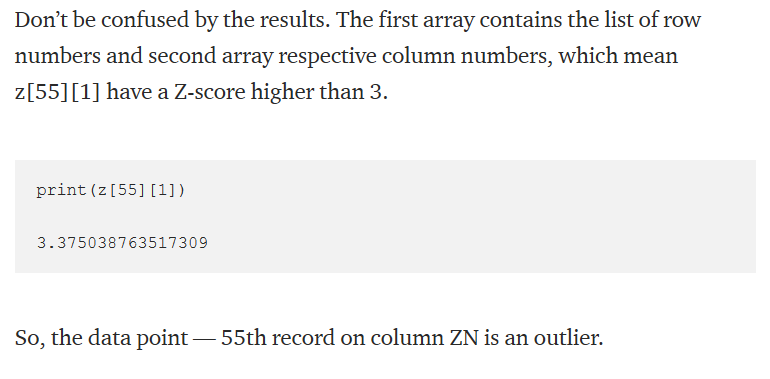 Don’t be confused by the results. The first array contains the list of row
numbers and second array respective column numbers, which mean
z[55][1] have a Z-score higher than 3.
print(z[55][1])
3.375038763517309
So, the data point — 55th record on column ZN is an outlier.